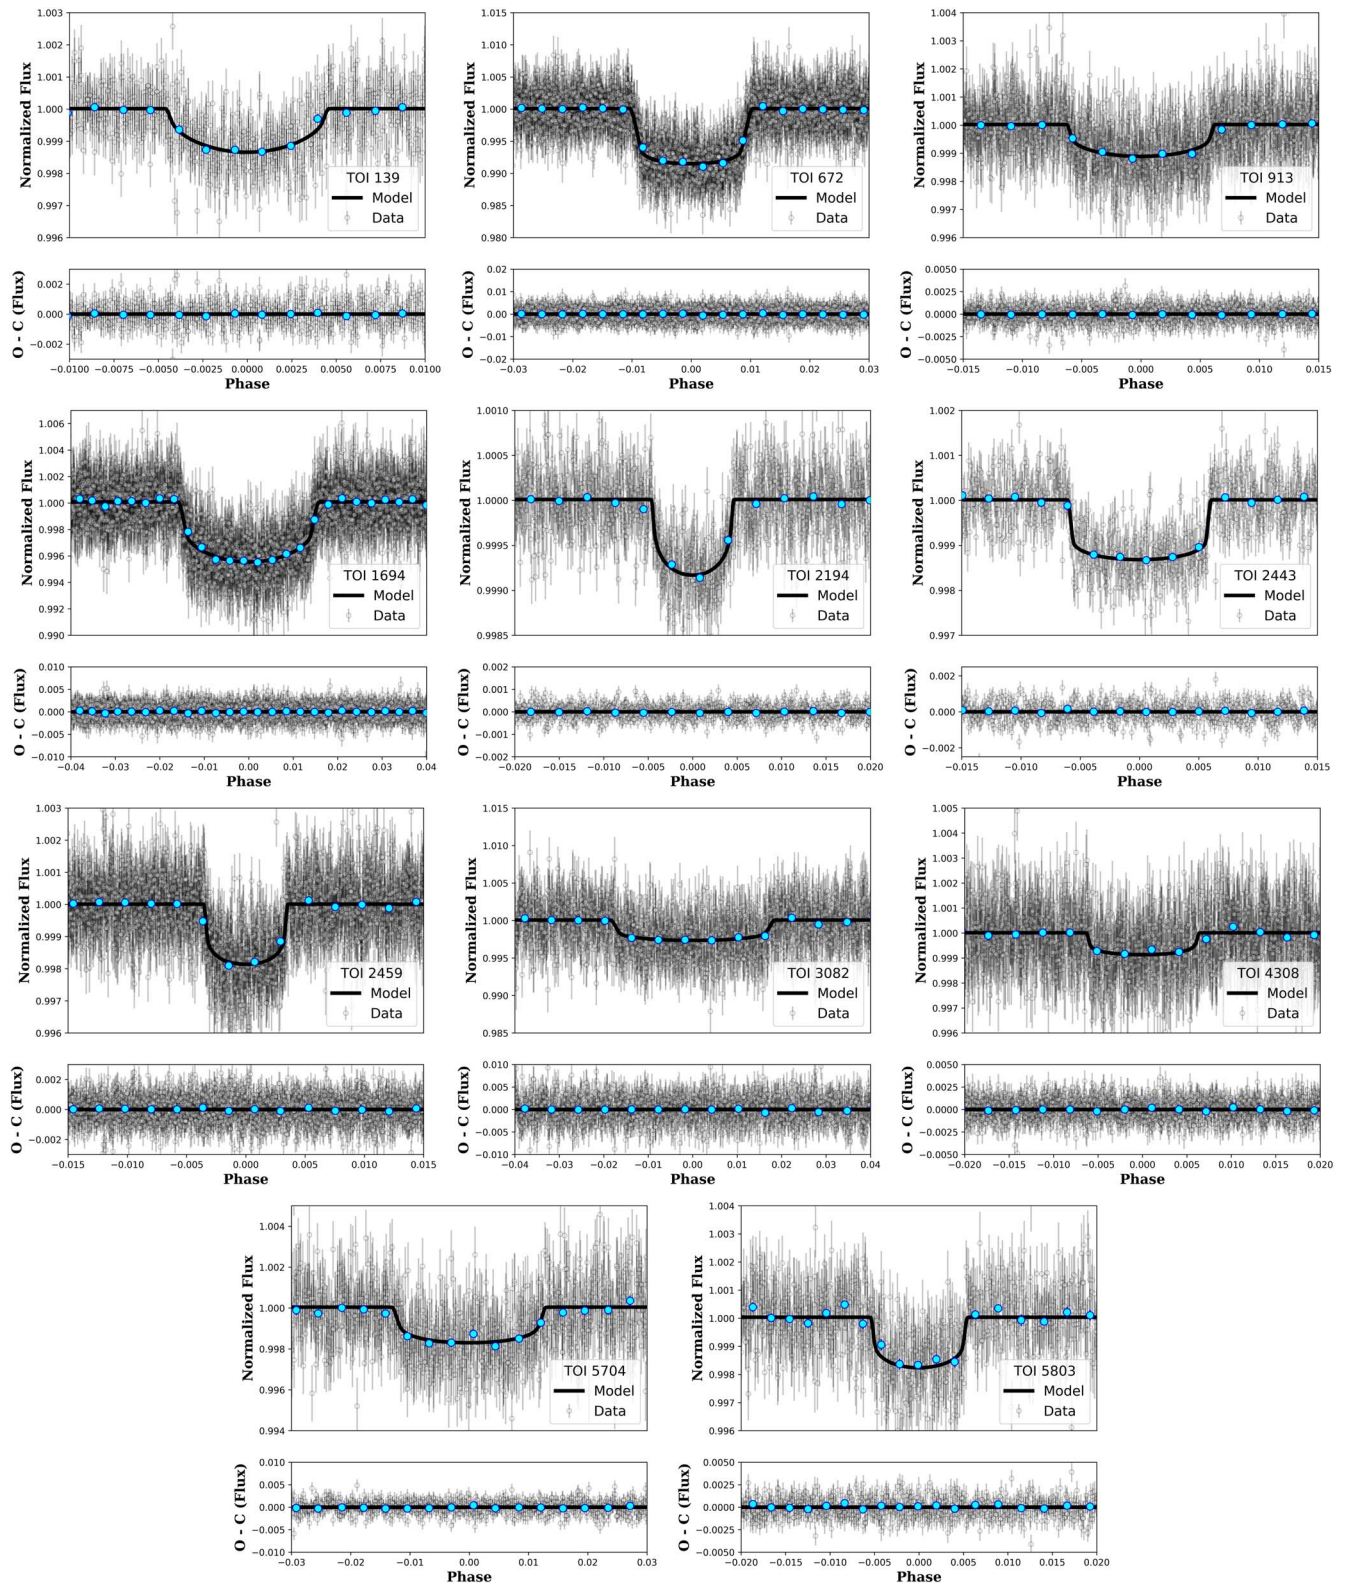 Normalized Flux
1.003
1.002
1.001
1.000
0.999
0.998
0.997
0.996
TOI 139
Model
Data
O - C (Flux)
0.002
0.000
−0.002
−0.0100 −0.0075 −0.0050 −0.0025 0.0000 0.0025 0.0050 0.0075 0.0100
Phase
Normalized Flux
1.015
1.010
1.005
1.000
0.995
0.990
0.985
0.980
TOI 672
Model
Data
O - C (Flux)
0.02
0.01
0.00
−0.01
−0.02
−0.03 −0.02 −0.01 0.00 0.01 0.02 0.03
Phase
Normalized Flux
1.004
1.003
1.002
1.001
1.000
0.999
0.998
0.997
0.996
TOI 913
Model
Data
O - C (Flux)
0.0050
0.0025
0.0000
−0.0025
−0.0050
−0.015 −0.010 −0.005 0.000 0.005 0.010 0.015
Phase
Normalized Flux
1.006
1.004
1.002
1.000
0.998
0.996
0.994
0.992
0.990
TOI 1694
Model
Data
O - C (Flux)
0.010
0.005
0.000
−0.005
−0.010
−0.04 −0.03 −0.02 −0.01 0.00 0.01 0.02 0.03 0.04
Phase
Normalized Flux
1.0010
1.0005
1.0000
0.9995
0.9990
0.9985
TOI 2194
Model
Data
O - C (Flux)
0.002
0.001
0.000
−0.001
−0.002
−0.020 −0.015 −0.010 −0.005 0.000 0.005 0.010 0.015 0.020
Phase
Normalized Flux
1.002
1.001
1.000
0.999
0.998
0.997
TOI 2443
Model
Data
O - C (Flux)
0.002
0.000
−0.002
−0.015 −0.010 −0.005 0.000 0.005 0.010 0.015
Phase
Normalized Flux
1.003
1.002
1.001
1.000
0.999
0.998
0.997
0.996
TOI 2459
Model
Data
O - C (Flux)
0.002
0.000
−0.002
−0.015 −0.010 −0.005 0.000 0.005 0.010 0.015
Phase
Normalized Flux
1.015
1.010
1.005
1.000
0.995
0.990
0.985
TOI 3082
Model
Data
O - C (Flux)
0.010
0.005
0.000
−0.005
−0.010
−0.04 −0.03 −0.02 −0.01 0.00 0.01 0.02 0.03 0.04
Phase
Normalized Flux
1.005
1.004
1.003
1.002
1.001
1.000
0.999
0.998
0.997
0.996
TOI 4308
Model
Data
O - C (Flux)
0.0050
0.0025
0.0000
−0.0025
−0.0050
−0.020 −0.015 −0.010 −0.005 0.000 0.005 0.010 0.015 0.020
Phase
Normalized Flux
1.004
1.002
1.000
0.998
0.996
0.994
TOI 5704
Model
Data
O - C (Flux)
0.010
0.005
0.000
−0.005
−0.010
−0.03 −0.02 −0.01 0.00 0.01 0.02 0.03
Phase
Normalized Flux
1.004
1.003
1.002
1.001
1.000
0.999
0.998
0.997
0.996
TOI 5803
Model
Data
O - C (Flux)
0.0050
0.0025
0.0000
−0.0025
−0.0050
−0.020 −0.015 −0.010 −0.005 0.000 0.005 0.010 0.015 0.020
Phase